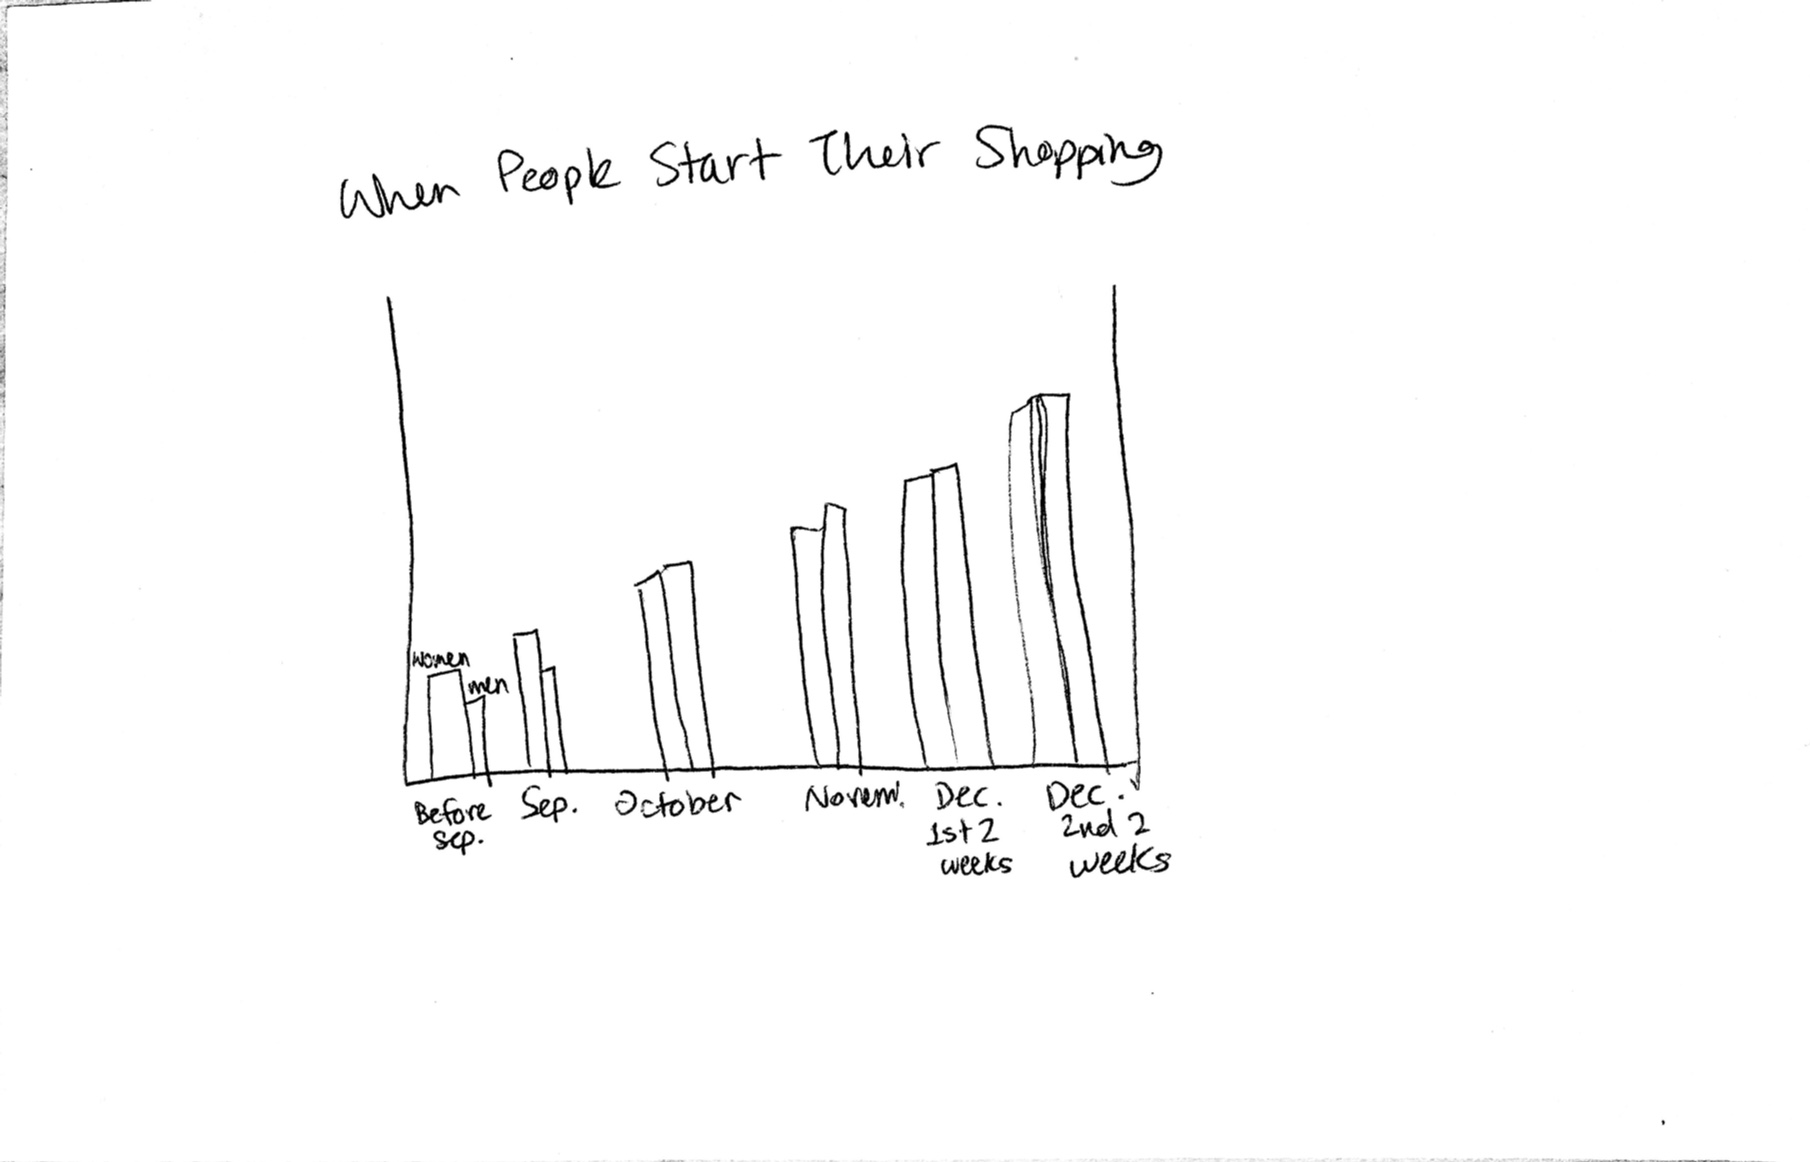 When People Start Their Shopping
women
men
Before
Sep.
Sep.
October
Novem.
Dec.
1st 2
weeks
Dec.
2nd 2
weeks